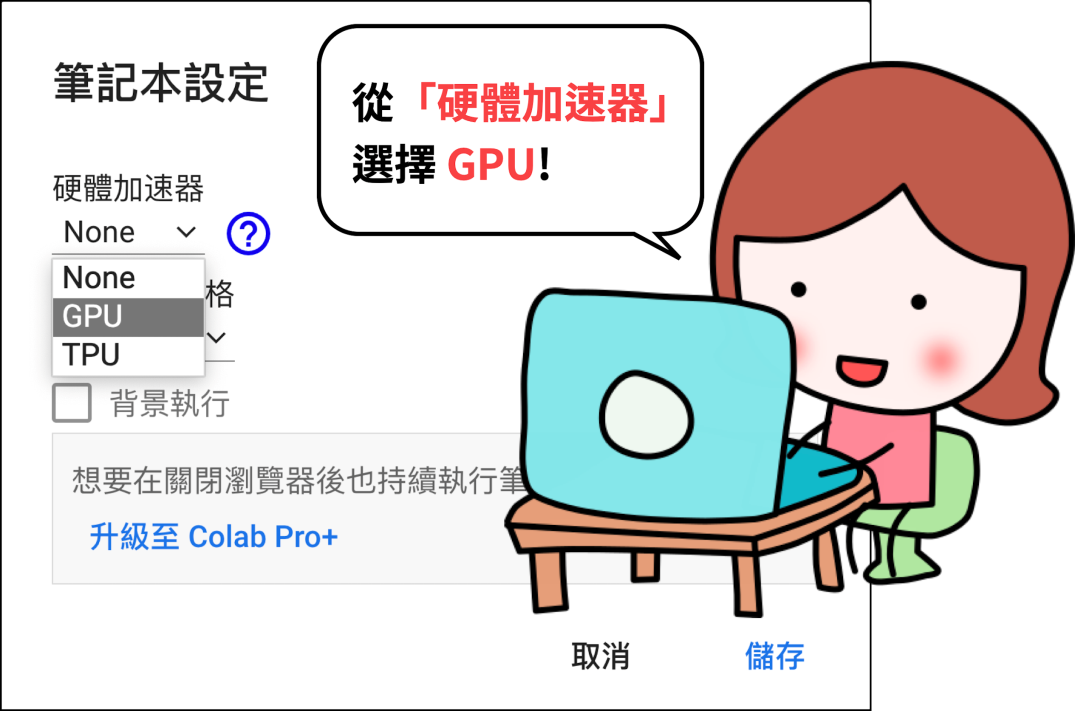 筆記本設定
從「硬體加速器」
選擇 GPU!
硬體加速器
None
?
None
GPU
TPU
格
背景執行
想要在關閉瀏覽器後也持續執行筆
升級至 Colab Pro+
取消
儲存